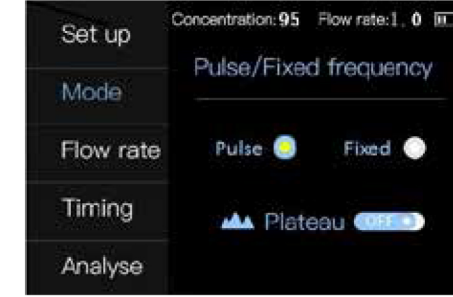 Concentration: 95 Flow rate:1. 0
Set up
Pulse/Fixed frequency
Mode
Flow rate
Pulse Fixed
Timing
Plateau OFF
Analyse